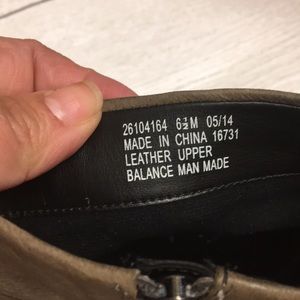 26104164 6½M 05/14
MADE IN CHINA 16731
LEATHER UPPER
BALANCE MAN MADE